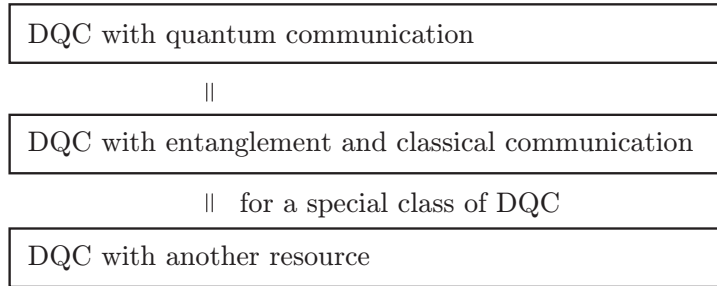 DQC with quantum communication
||
DQC with entanglement and classical communication
|| for a special class of DQC
DQC with another resource